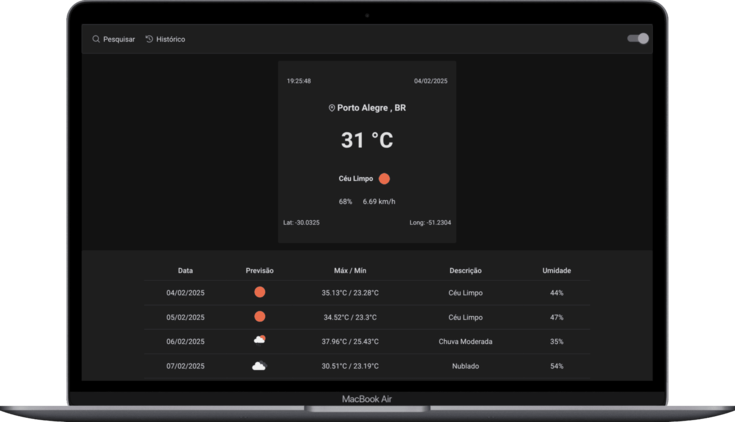 Pesquisar Histórico
19:25:48 04/02/2025
Porto Alegre , BR
31 °C
Céu Limpo
68% 6.69 km/h
Lat: -30.0325 Long: -51.2304
Data Previsão Máx / Mín Descrição Umidade
04/02/2025 35.13°C / 23.28°C Céu Limpo 44%
05/02/2025 34.52°C / 23.3°C Céu Limpo 47%
06/02/2025 37.96°C / 25.43°C Chuva Moderada 35%
07/02/2025 30.51°C / 23.19°C Nublado 54%
MacBook Air